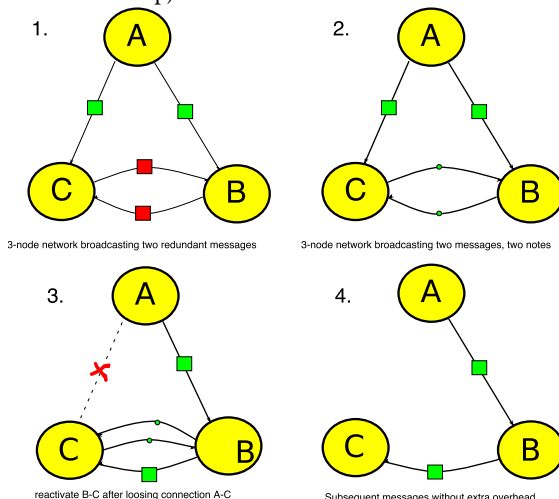 1.
A
C
B
3-node network broadcasting two redundant messages
2.
A
C
B
3-node network broadcasting two messages, two notes
3.
A
C
B
reactivate B-C after loosing connection A-C
4.
A
C
B
Subsequent messages without extra overhead